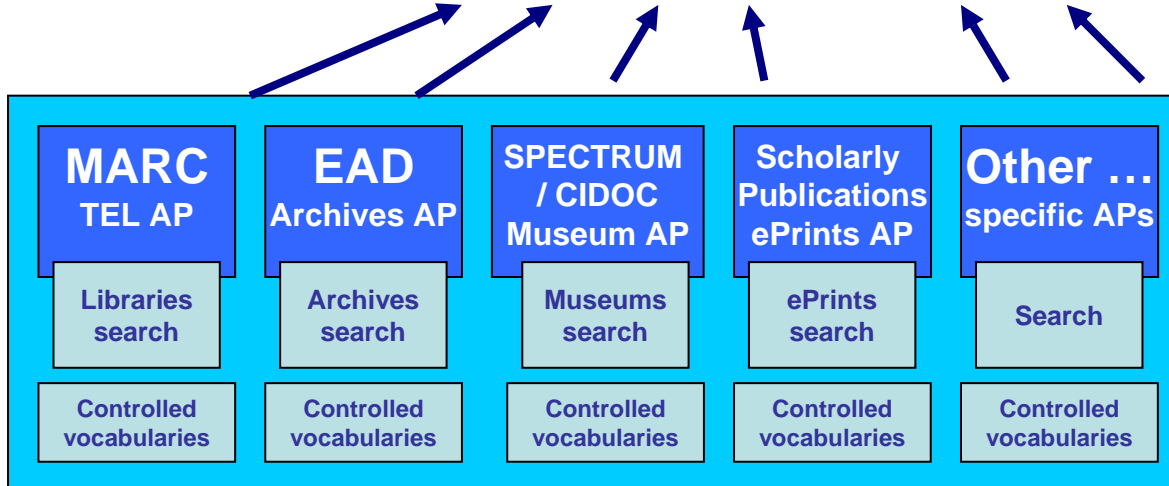 MARC
TEL AP
Libraries
search
Controlled
vocabularies
EAD
Archives AP
Archives
search
Controlled
vocabularies
SPECTRUM
/ CIDOC
Museum AP
Museums
search
Controlled
vocabularies
Scholarly
Publications
ePrints AP
ePrints
search
Controlled
vocabularies
Other …
specific APs
Search
Controlled
vocabularies